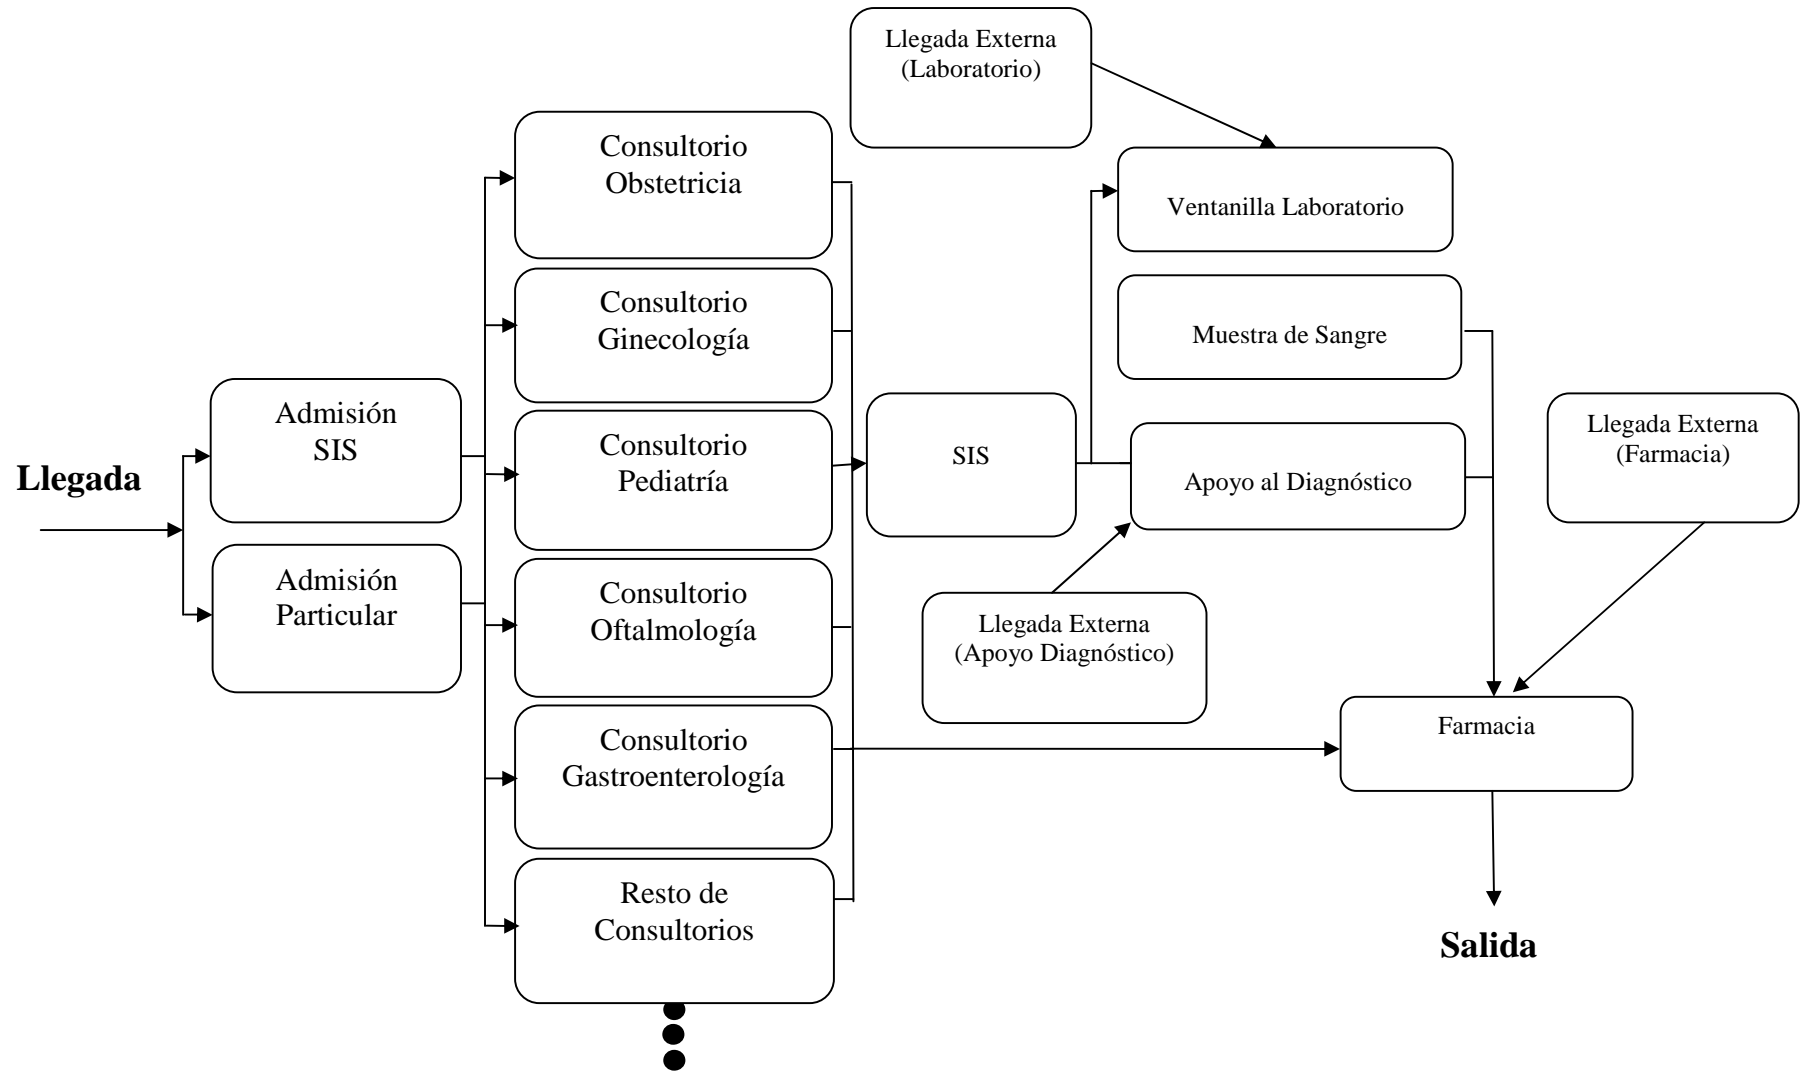 Llegada Externa
(Laboratorio)
Consultorio
Obstetricia
Ventanilla Laboratorio
Consultorio
Ginecología
Muestra de Sangre
Admisión
SIS
Consultorio
Pediatría
SIS
Apoyo al Diagnóstico
Llegada Externa
(Farmacia)
Llegada
Admisión
Particular
Consultorio
Oftalmología
Llegada Externa
(Apoyo Diagnóstico)
Consultorio
Gastroenterología
Farmacia
Resto de
Consultorios
Salida